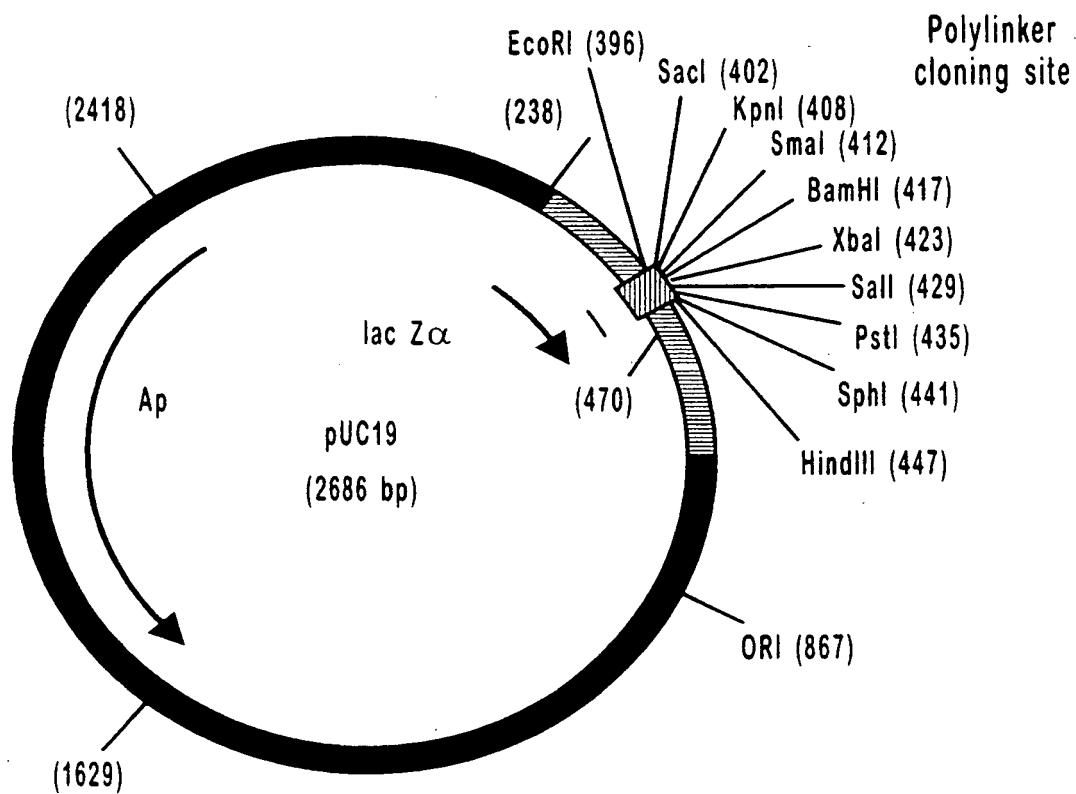 Polylinker
cloning site
EcoRI (396)
SacI (402)
KpnI (408)
SmaI (412)
BamHI (417)
XbaI (423)
SalI (429)
PstI (435)
SphI (441)
HindIII (447)
(2418)
(238)
lac Zα
(470)
Ap
pUC19
(2686 bp)
ORI (867)
(1629)